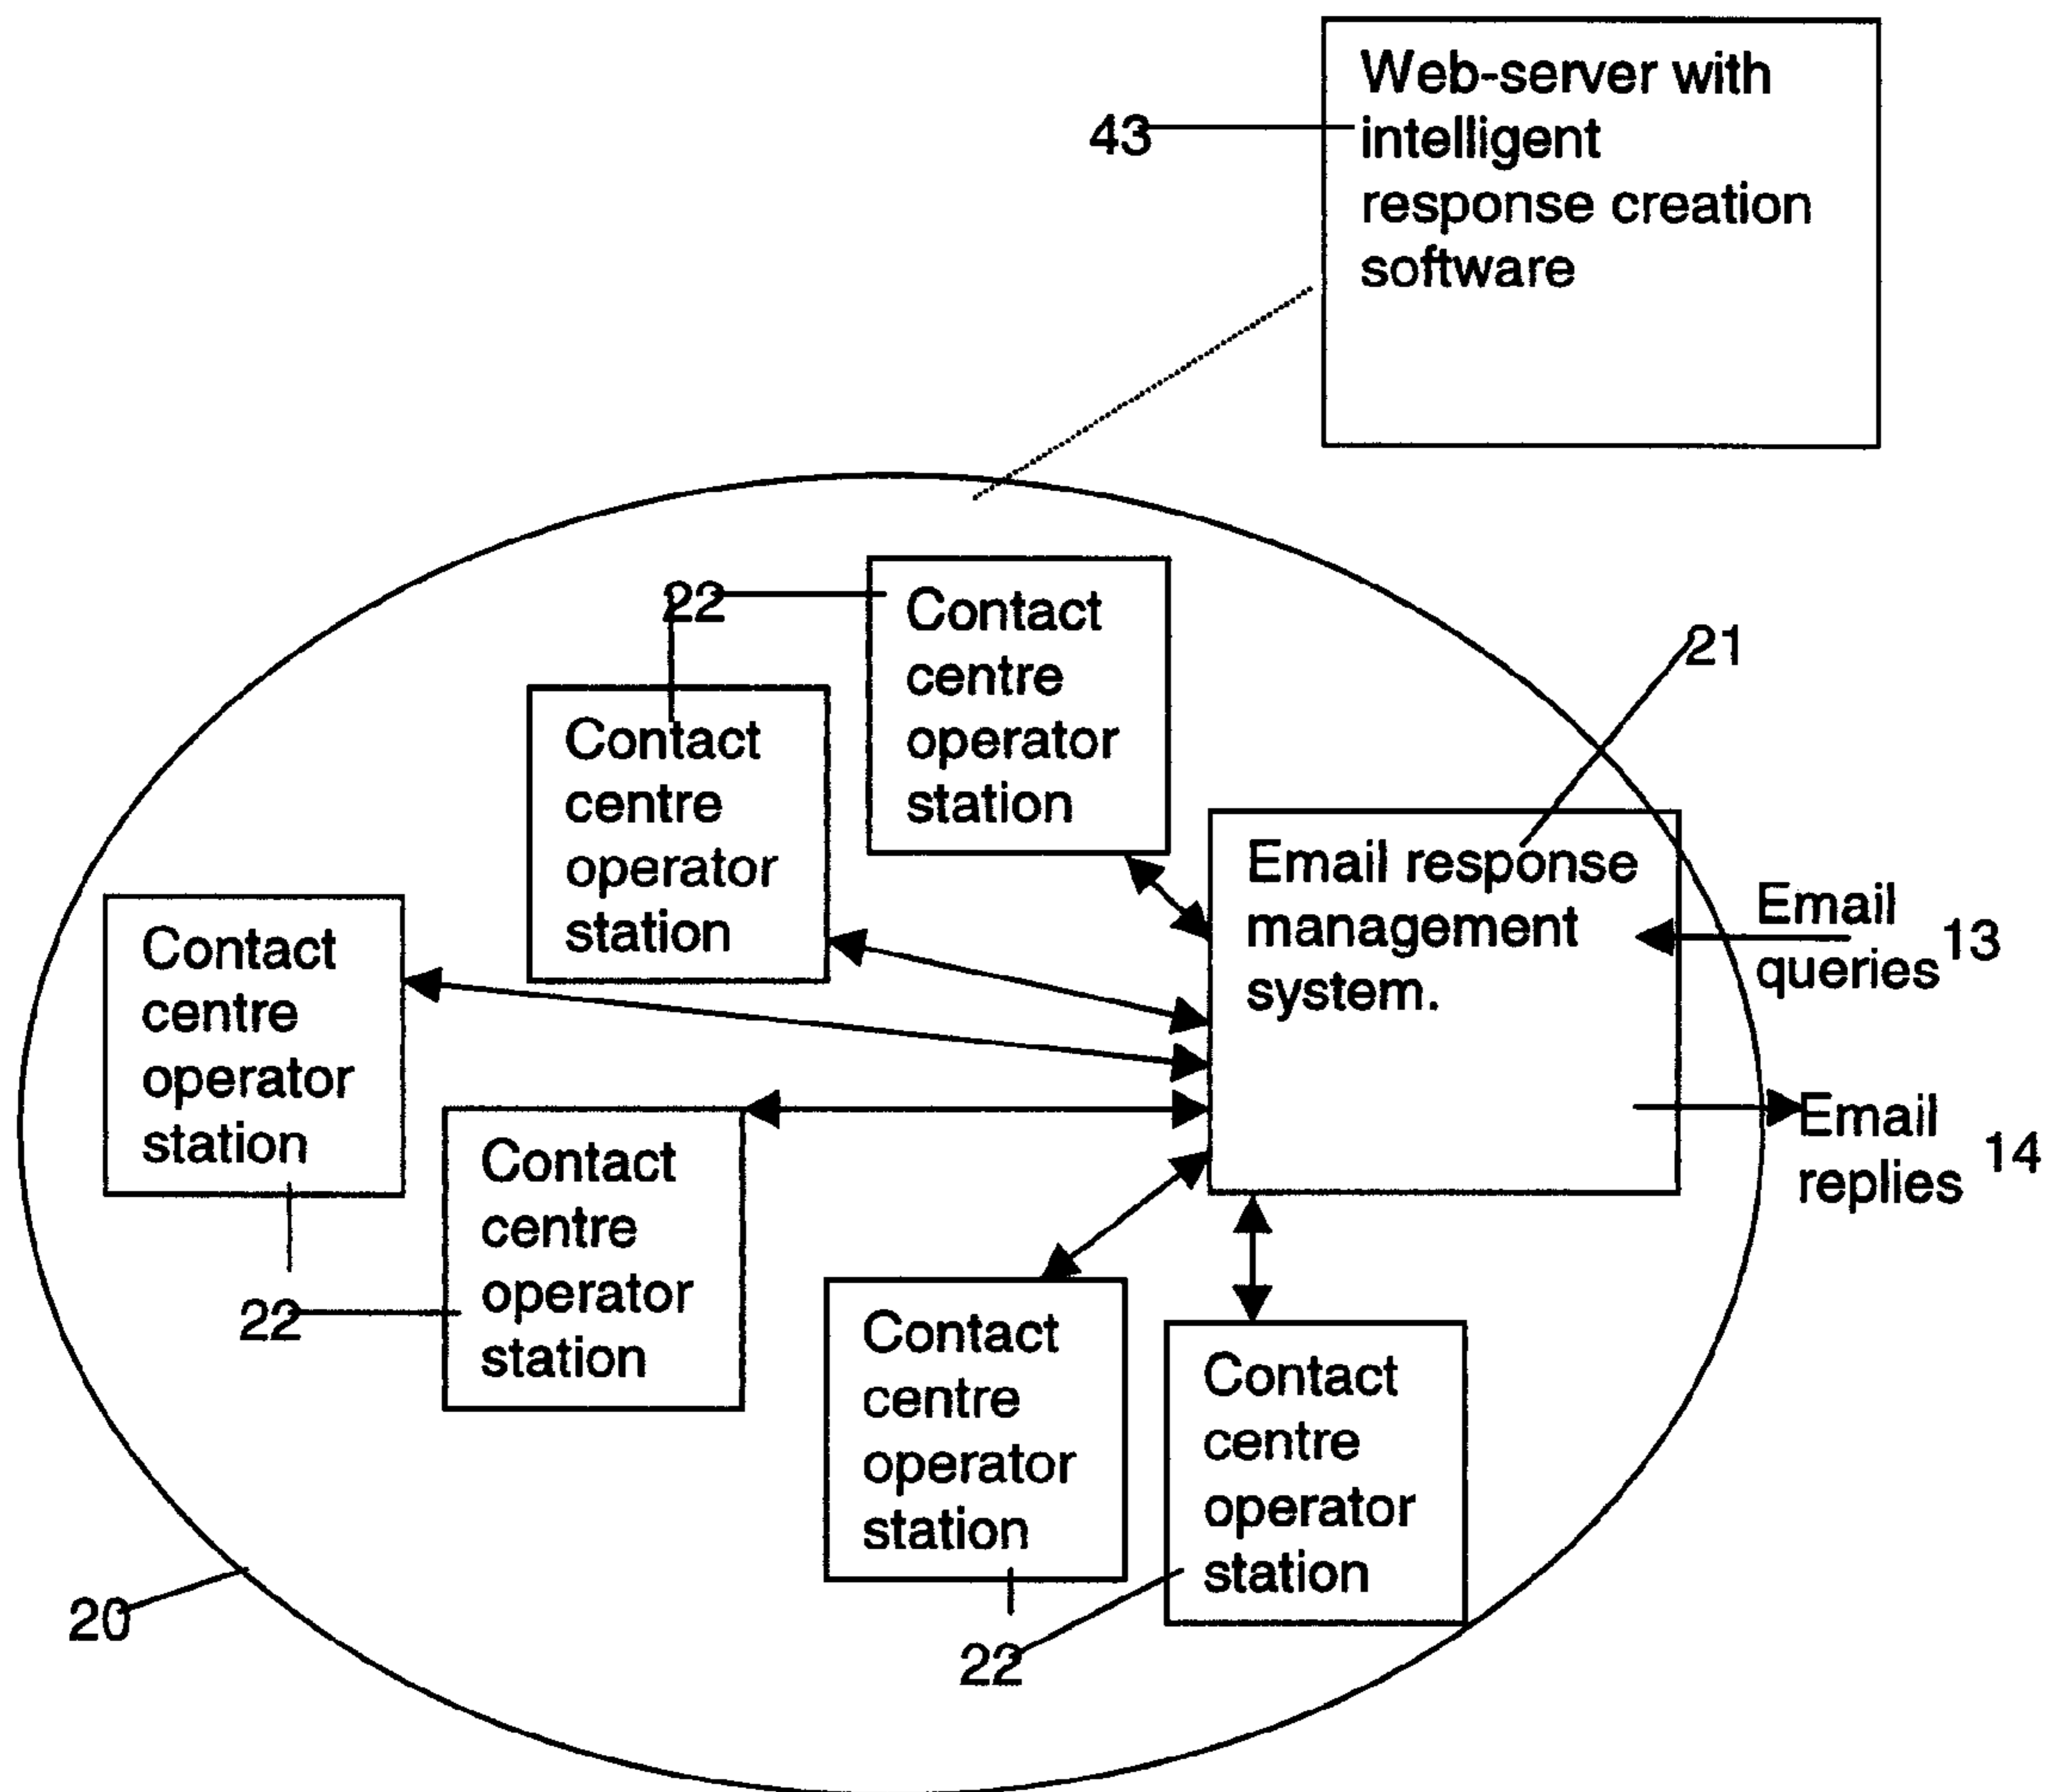 Web-server with
intelligent
response creation
software
43
22
Contact
centre
operator
station
21
Contact
centre
operator
station
Email response
management
system.
Email
queries 13
Contact
centre
operator
station
Email
replies 14
Contact
centre
operator
station
22
Contact
centre
operator
station
Contact
centre
operator
station
20
22